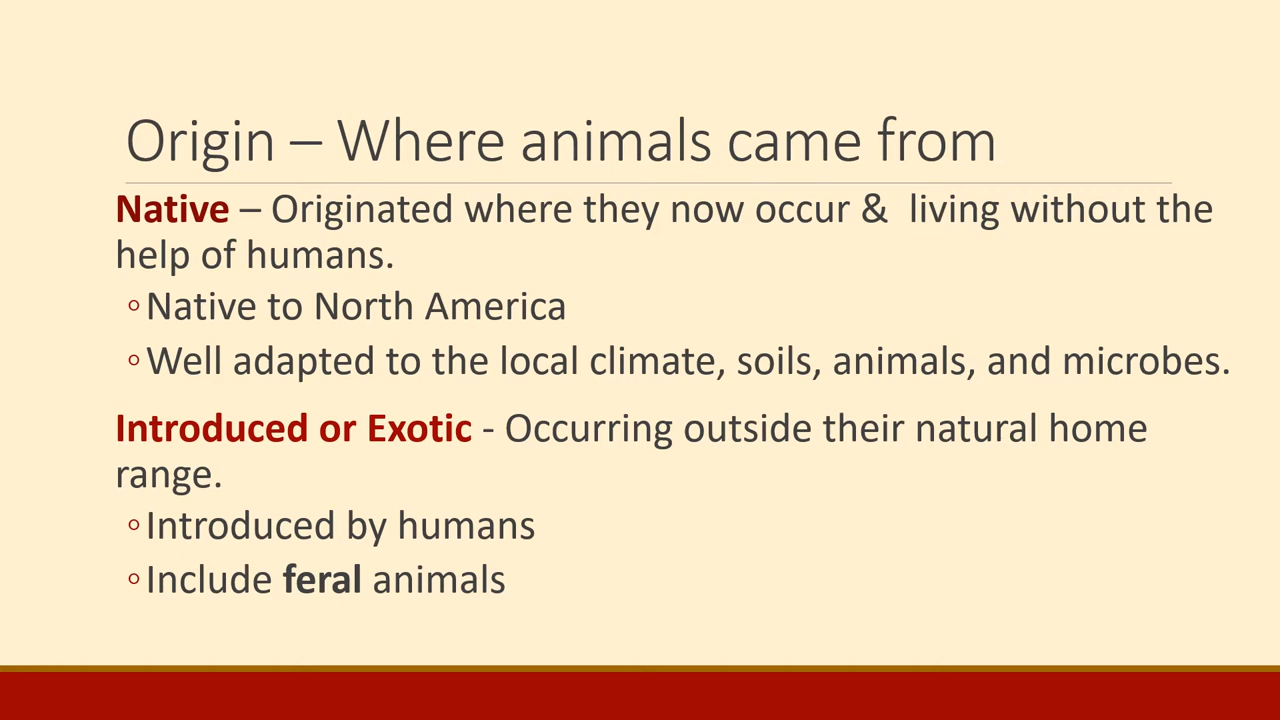 Origin – Where animals came from
Native – Originated where they now occur &  living without the
help of humans.
◦Native to North America
◦Well adapted to the local climate, soils, animals, and microbes.
Introduced or Exotic - Occurring outside their natural home
range.
◦Introduced by humans
◦Include feral animals